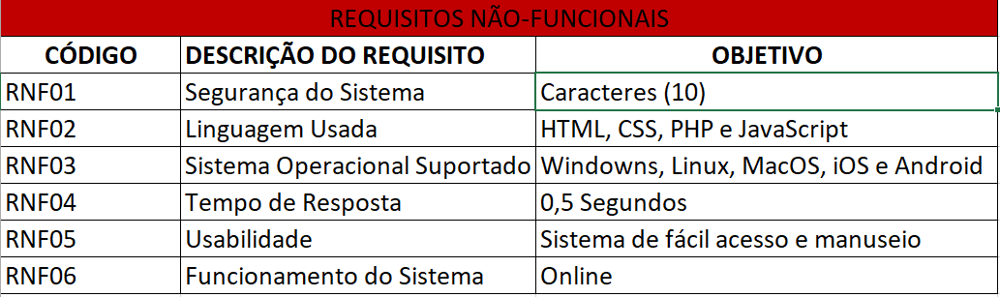 REQUISITOS NÃO-FUNCIONAIS
CÓDIGO DESCRIÇÃO DO REQUISITO OBJETIVO
RNF01 Segurança do Sistema Caracteres (10)
RNF02 Linguagem Usada HTML, CSS, PHP e JavaScript
RNF03 Sistema Operacional Suportado Windowns, Linux, MacOS, iOS e Android
RNF04 Tempo de Resposta 0,5 Segundos
RNF05 Usabilidade Sistema de fácil acesso e manuseio
RNF06 Funcionamento do Sistema Online